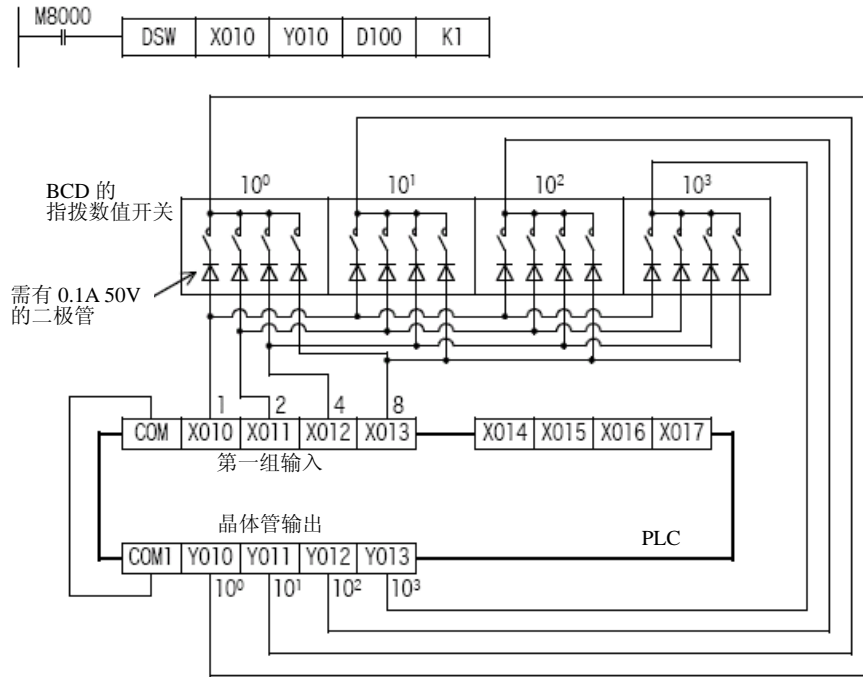 M8000
DSW X010 Y010 D100 K1
10⁰ 10¹ 10² 10³
BCD 的
指拨数值开关
需有 0.1A 50V
的二极管
1 2 4 8
COM X010 X011 X012 X013 X014 X015 X016 X017
第一组输入
晶体管输出
PLC
COM1 Y010 Y011 Y012 Y013
10⁰ 10¹ 10² 10³